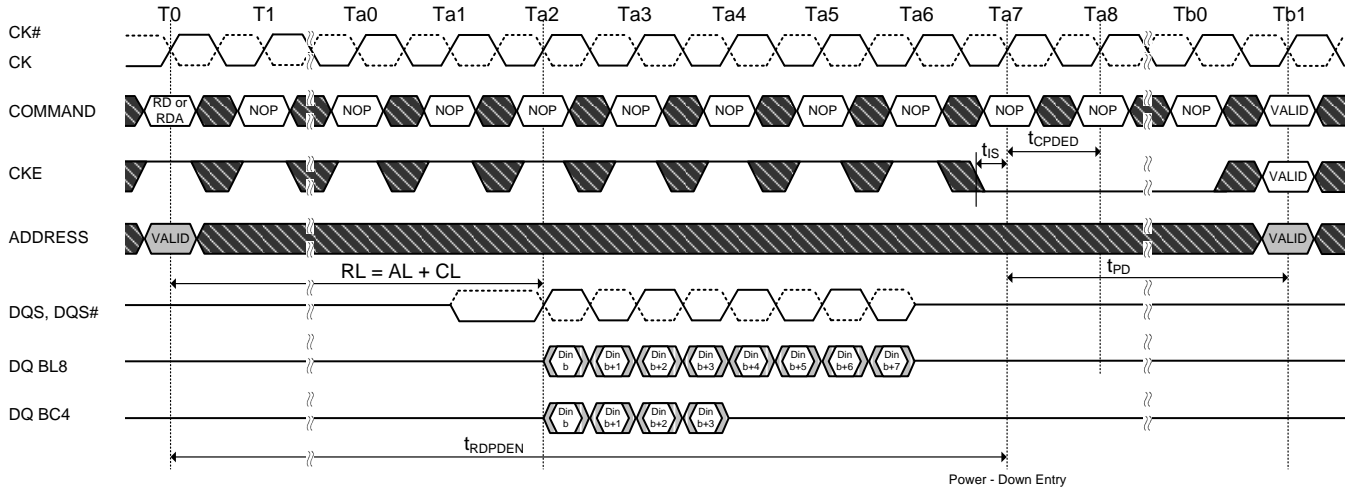 T0 T1 Ta0 Ta1 Ta2 Ta3 Ta4 Ta5 Ta6 Ta7 Ta8 Tb0 Tb1
CK#
CK
COMMAND RD or RDA NOP NOP NOP NOP NOP NOP NOP NOP NOP NOP NOP VALID
tIS tCPDED
CKE VALID
ADDRESS VALID VALID
RL = AL + CL tPD
DQS, DQS#
DQ BL8 Din b Din b+1 Din b+2 Din b+3 Din b+4 Din b+5 Din b+6 Din b+7
DQ BC4 Din b Din b+1 Din b+2 Din b+3
tRDPDEN
Power - Down Entry